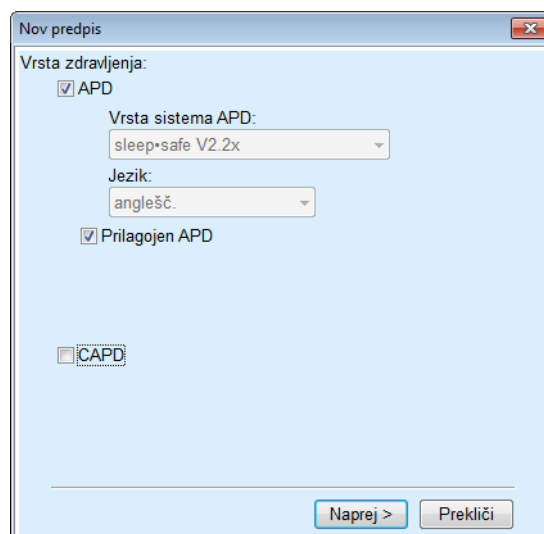 Nov predpis
Vrsta zdravljenja:
APD
Vrsta sistema APD:
sleep•safe V2.2x
Jezik:
anglešč.
Prilagojen APD
CAPD
Naprej > Prekliči